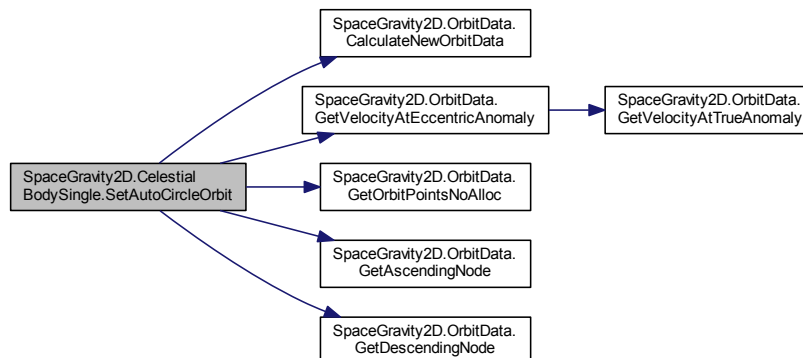 SpaceGravity2D.OrbitData.
CalculateNewOrbitData
SpaceGravity2D.OrbitData.
GetVelocityAtEccentricAnomaly
SpaceGravity2D.OrbitData.
GetVelocityAtTrueAnomaly
SpaceGravity2D.Celestial
BodySingle.SetAutoCircleOrbit
SpaceGravity2D.OrbitData.
GetOrbitPointsNoAlloc
SpaceGravity2D.OrbitData.
GetAscendingNode
SpaceGravity2D.OrbitData.
GetDescendingNode